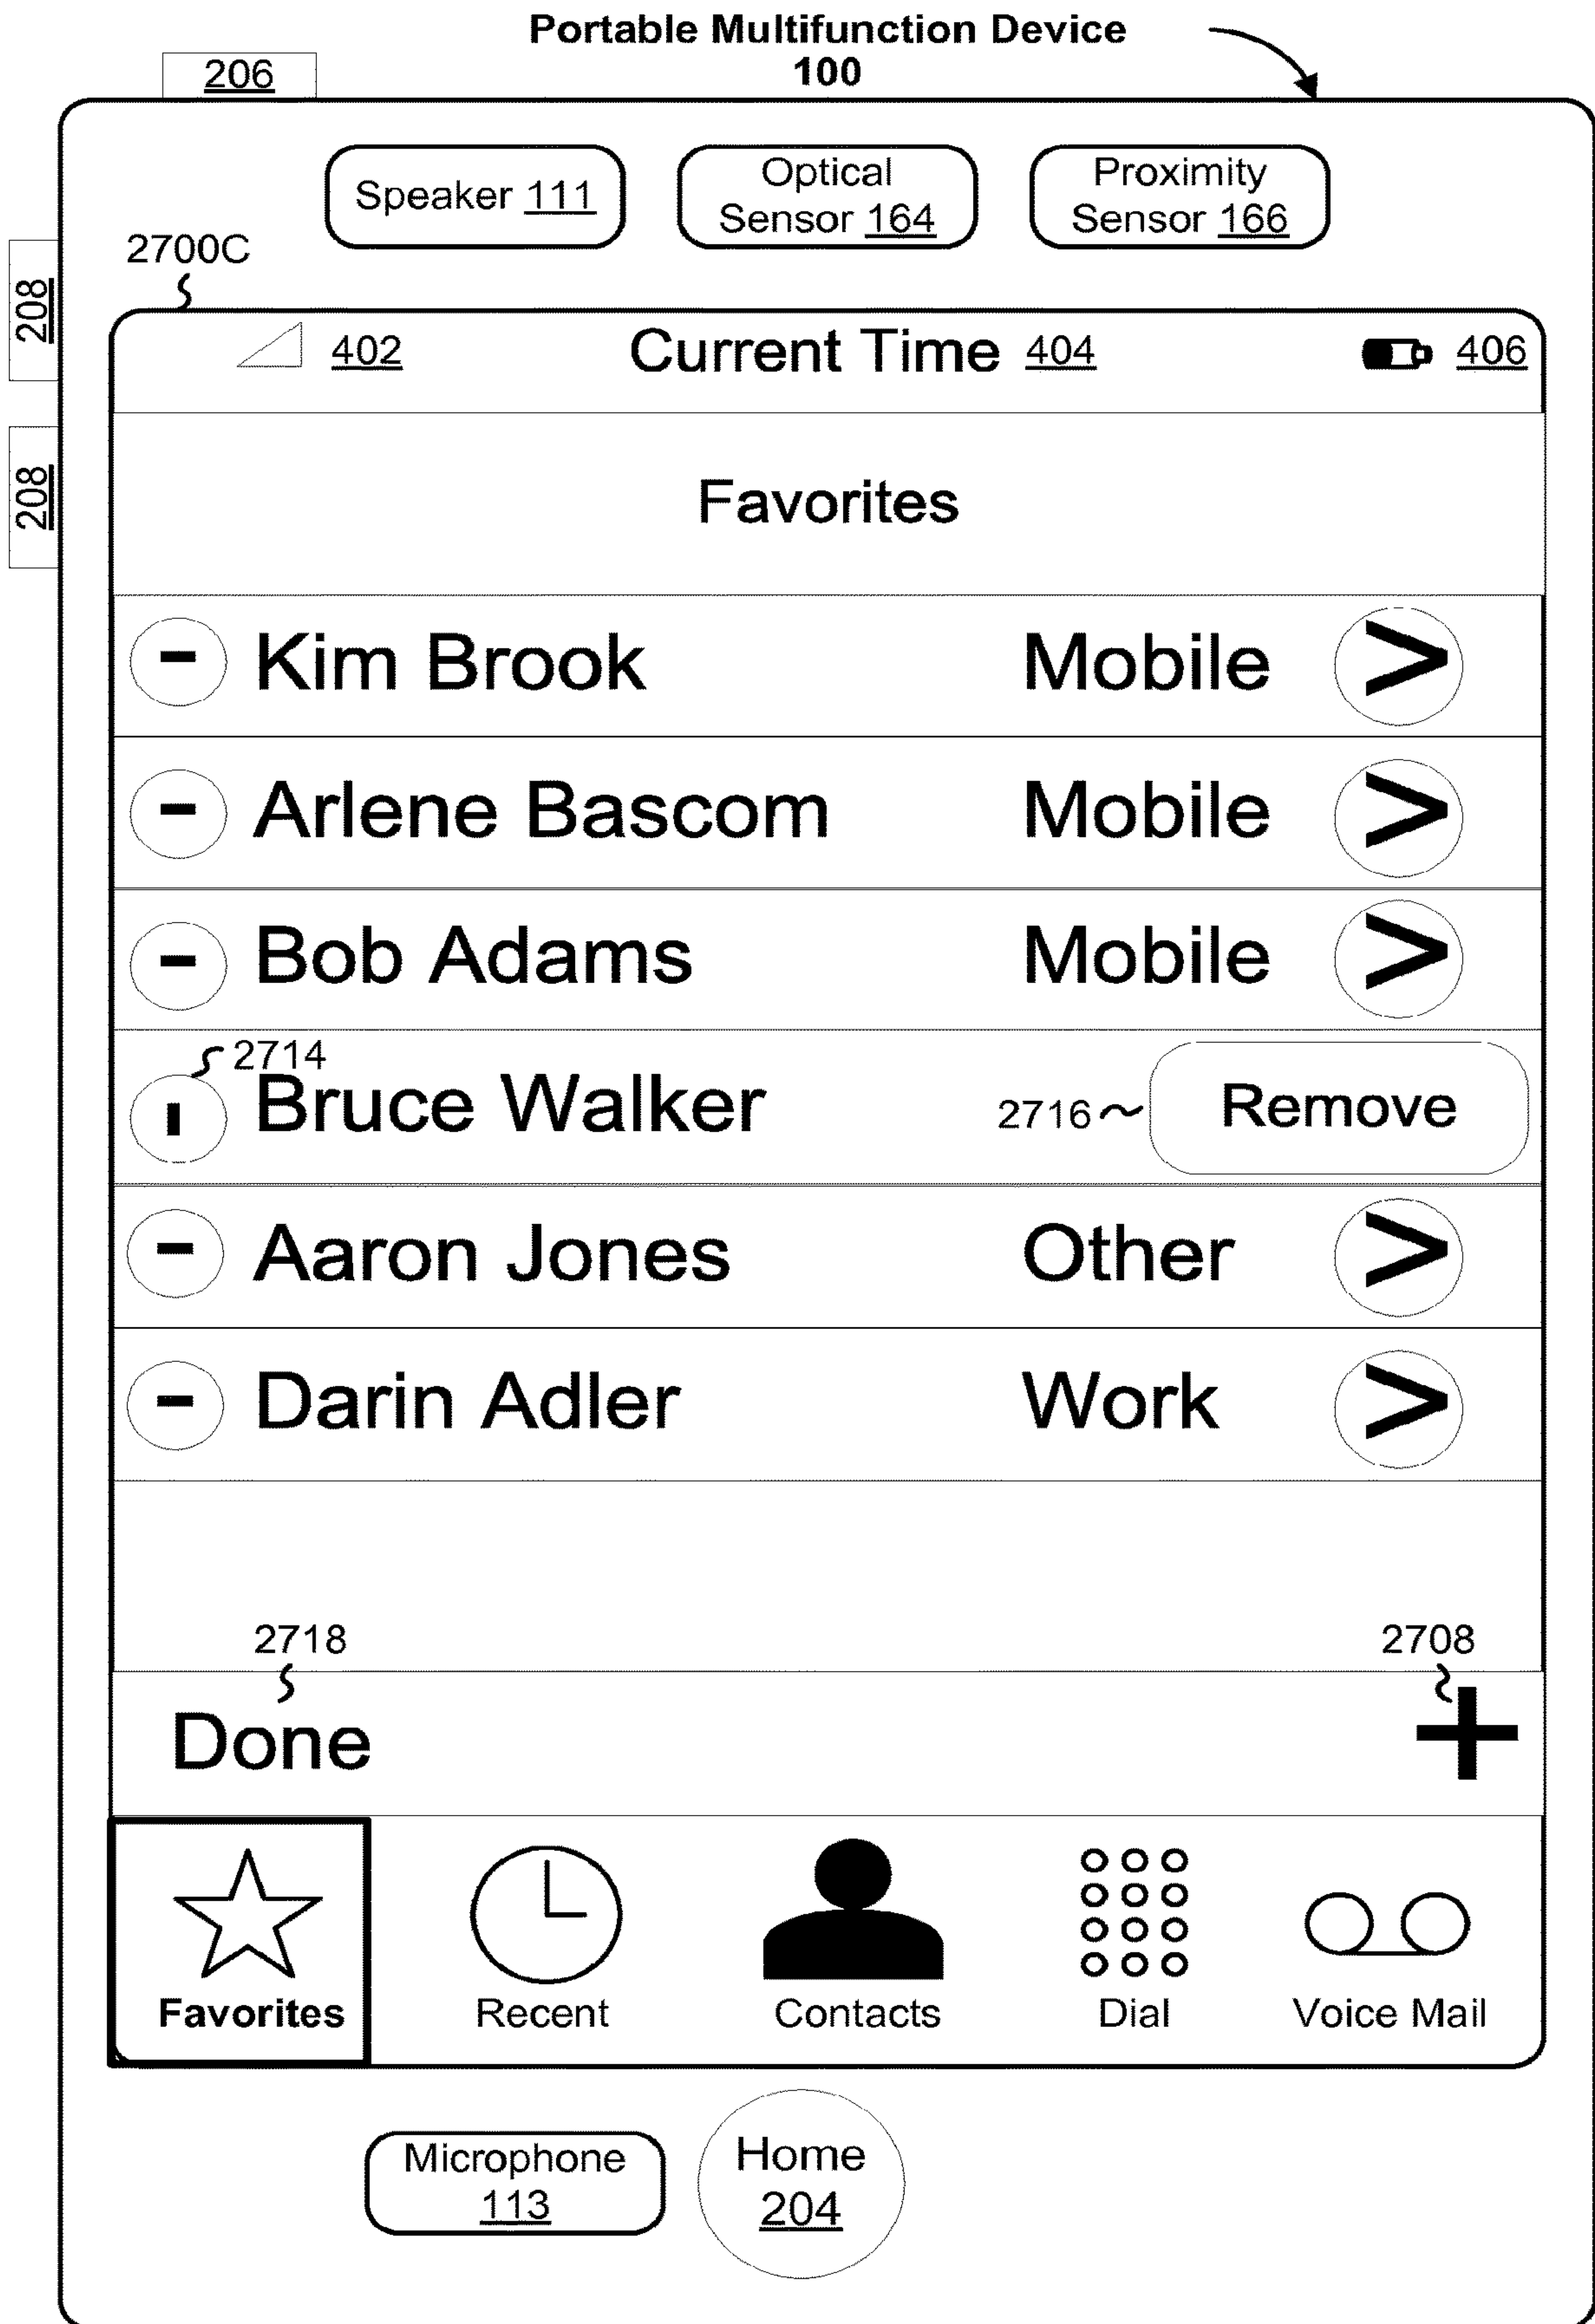 Portable Multifunction Device
100
206
Speaker 111
Optical
Sensor 164
Proximity
Sensor 166
2700C
208
208
402
Current Time 404
406
Favorites
- Kim Brook Mobile >
- Arlene Bascom Mobile >
- Bob Adams Mobile >
2714
Bruce Walker 2716 Remove
- Aaron Jones Other >
- Darin Adler Work >
2718
2708
Done +
Favorites Recent Contacts Dial Voice Mail
Microphone
113
Home
204